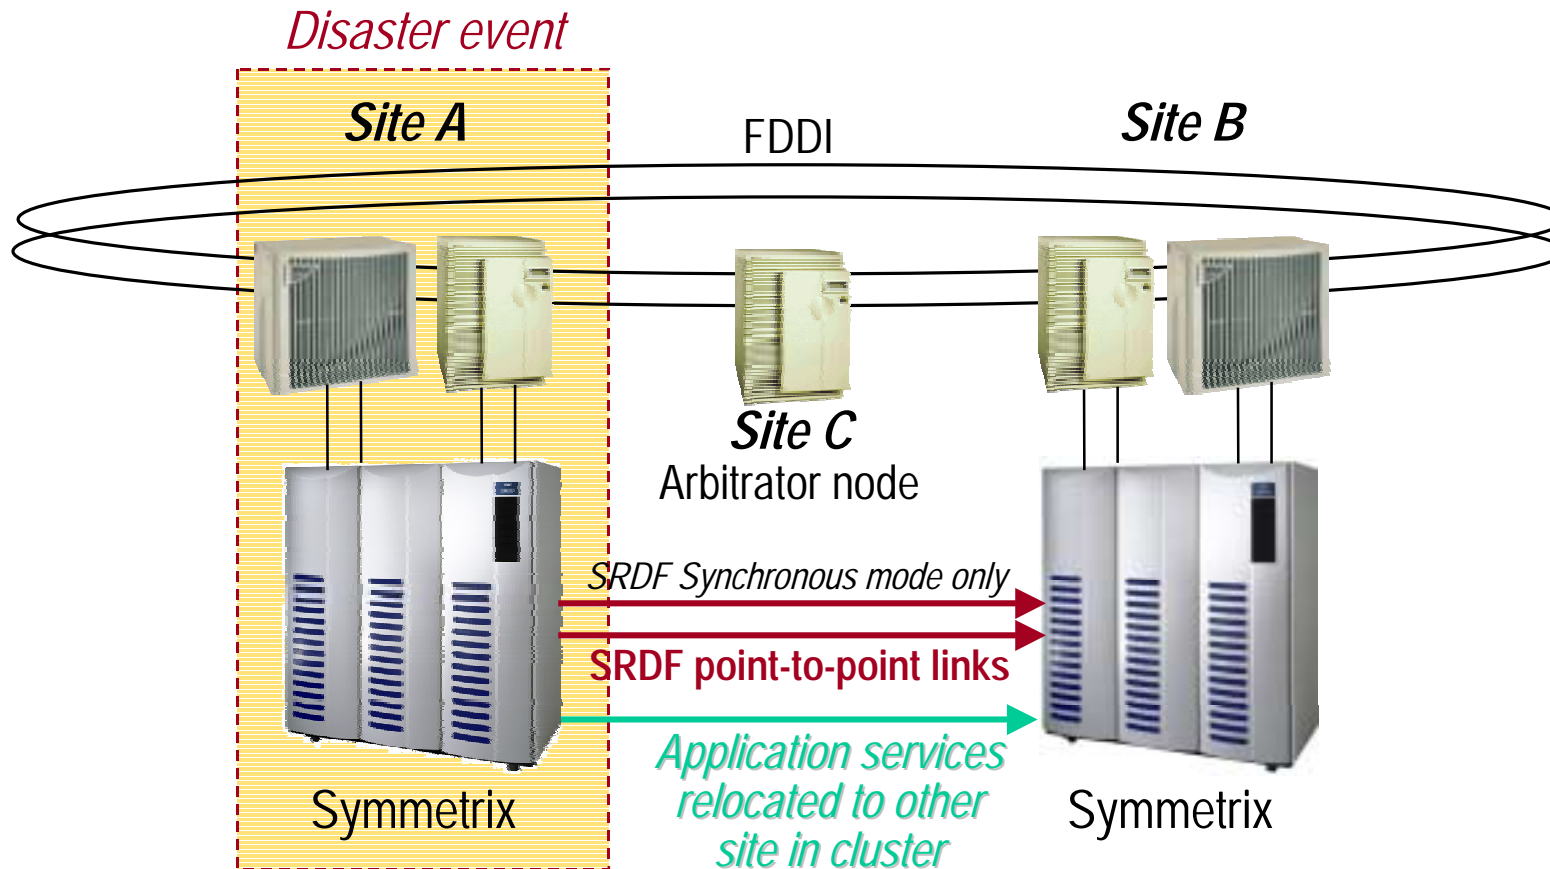 Disaster event
Site A
FDDI
Site B
Site C
Arbitrator node
SRDF Synchronous mode only
SRDF point-to-point links
Application services
relocated to other
site in cluster
Symmetrix
Symmetrix